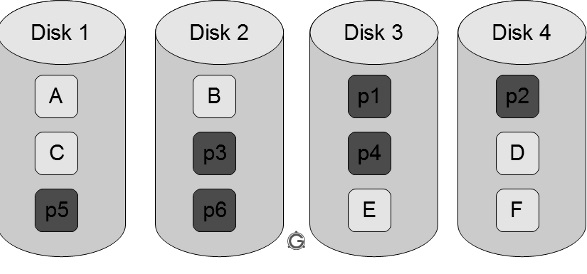 Disk 1 Disk 2 Disk 3 Disk 4
A B p1 p2
C p3 p4 D
p5 p6 E F
G